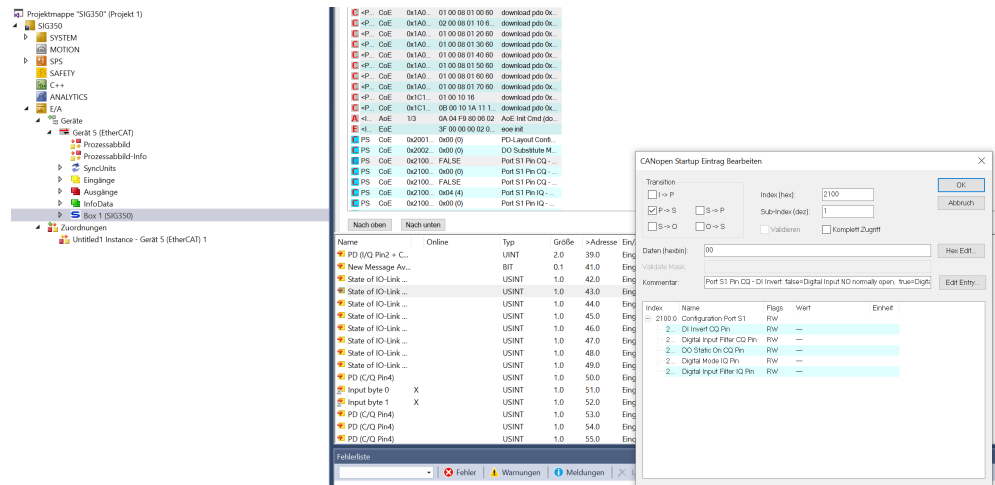 Projektmappe "SIG350" (Projekt 1)
SIG350
SYSTEM
MOTION
SPS
SAFETY
C++
ANALYTICS
E/A
Geräte
Gerät 5 (EtherCAT)
Prozessabbild
Prozessabbild-Info
SyncUnits
Eingänge
Ausgänge
InfoData
Box 1 (SIG350)
Zuordnungen
Untitled1 Instance - Gerät 5 (EtherCAT) 1
C <P... CoE 0x1A0... 01 00 08 01 00 60 download pdo 0x...
C <P... CoE 0x1A0... 02 00 08 01 10 6... download pdo 0x...
C <P... CoE 0x1A0... 01 00 08 01 20 60 download pdo 0x...
C <P... CoE 0x1A0... 01 00 08 01 30 60 download pdo 0x...
C <P... CoE 0x1A0... 01 00 08 01 40 60 download pdo 0x...
C <P... CoE 0x1A0... 01 00 08 01 50 60 download pdo 0x...
C <P... CoE 0x1A0... 01 00 08 01 60 60 download pdo 0x...
C <P... CoE 0x1A0... 01 00 08 01 70 60 download pdo 0x...
C <P... CoE 0x1C1... 01 00 10 16 download pdo 0x...
C <P... CoE 0x1C1... 0B 00 10 1A 11 1... download pdo 0x...
A <I... AoE 1/3 0A 04 F9 80 06 02 AoE Init Cmd (do...
E <I... EoE 3F 00 00 00 02 0... eoe init
C PS CoE 0x2001... 0x00 (0) PD-Layout Confi...
C PS CoE 0x2002... 0x00 (0) DO Substitute M...
C PS CoE 0x2100... FALSE Port S1 Pin CQ - ...
C PS CoE 0x2100... 0x00 (0) Port S1 Pin CQ - ...
C PS CoE 0x2100... FALSE Port S1 Pin CQ - ...
C PS CoE 0x2100... 0x04 (4) Port S1 Pin IQ - ...
C PS CoE 0x2100... 0x00 (0) Port S1 Pin IQ - ...
Nach oben Nach unten
Name Online Typ Größe >Adresse Ein/
PD (I/Q Pin2 + C... UINT 2.0 39.0 Eing
New Message Av... BIT 0.1 41.0 Eing
State of IO-Link ... USINT 1.0 42.0 Eing
State of IO-Link ... USINT 1.0 43.0 Eing
State of IO-Link ... USINT 1.0 44.0 Eing
State of IO-Link ... USINT 1.0 45.0 Eing
State of IO-Link ... USINT 1.0 46.0 Eing
State of IO-Link ... USINT 1.0 47.0 Eing
State of IO-Link ... USINT 1.0 48.0 Eing
State of IO-Link ... USINT 1.0 49.0 Eing
PD (C/Q Pin4) USINT 1.0 50.0 Eing
Input byte 0 X USINT 1.0 51.0 Eing
Input byte 1 X USINT 1.0 52.0 Eing
PD (C/Q Pin4) USINT 1.0 53.0 Eing
PD (C/Q Pin4) USINT 1.0 54.0 Eing
PD (C/Q Pin4) USINT 1.0 55.0 Eing
Fehlerliste
Fehler Warnungen Meldungen
CANopen Startup Eintrag Bearbeiten
Transition
I -> P
P -> S S -> P
S -> O O -> S
Index (hex): 2100
Sub-Index (dez): 1
Validieren Komplett Zugriff
OK
Abbruch
Daten (hexbin): 00 Hex Edit...
Validate Mask:
Kommentar: Port S1 Pin CQ - DI Invert: false=Digital Input NO normally open, true=Digita Edit Entry...
Index Name Flags Wert Einheit
2100:0 Configuration Port S1 RW
2... DI Invert CQ Pin RW —
2... Digital Input Filter CQ Pin RW —
2... DO Static On CQ Pin RW —
2... Digital Mode IQ Pin RW —
2... Digital Input Filter IQ Pin RW —